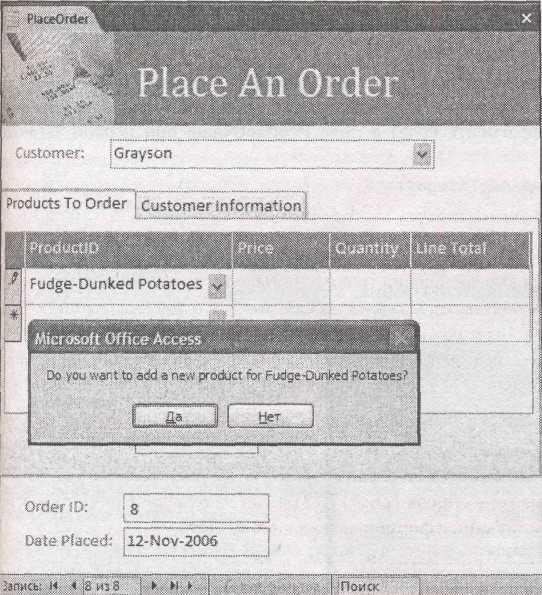 PlaceOrder
Place An Order
Customer: Grayson
Products To Order Customer Information
ProductID Price Quantity Line Total
Fudge-Dunked Potatoes
Microsoft Office Access
Do you want to add a new product for Fudge-Dunked Potatoes?
Да Нет
Order ID: 8
Date Placed: 12-Nov-2006
Запись: 8 из 8 Поиск